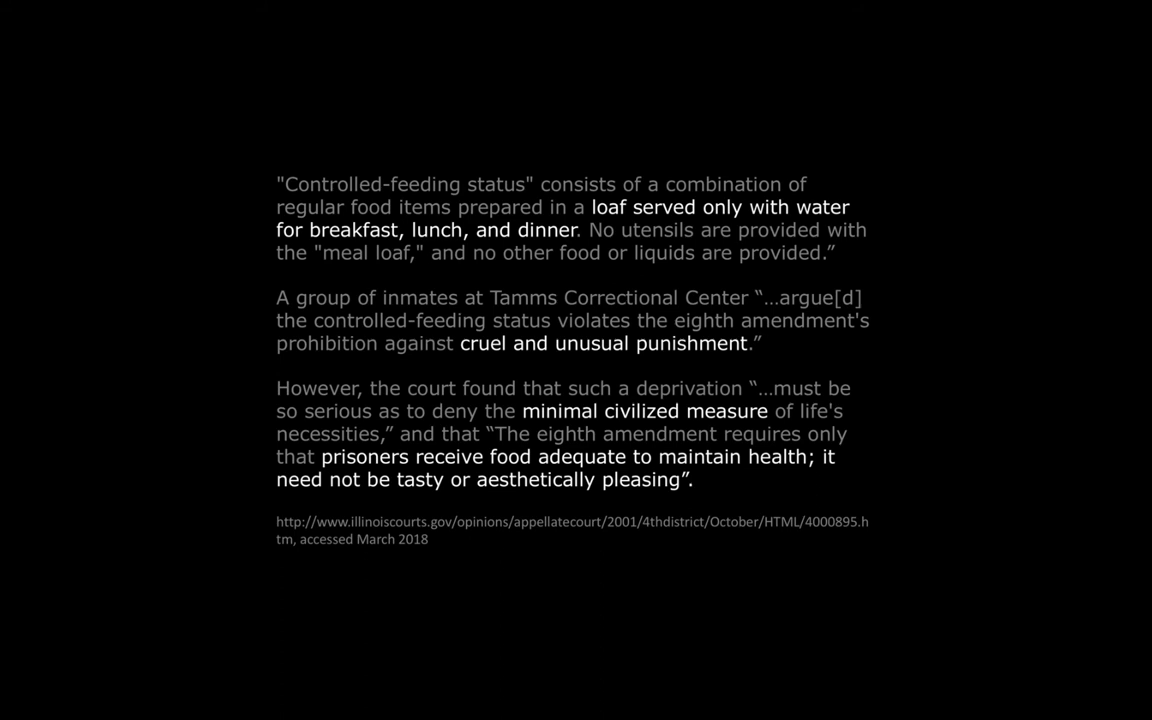 "Controlled-feeding status" consists of a combination of
regular food items prepared in a loaf served only with water
for breakfast, lunch, and dinner. No utensils are provided with
the "meal loaf," and no other food or liquids are provided.”
A group of inmates at Tamms Correctional Center “…argue[d]
the controlled-feeding status violates the eighth amendment's
prohibition against cruel and unusual punishment.”
However, the court found that such a deprivation “…must be
so serious as to deny the minimal civilized measure of life's
necessities,” and that “The eighth amendment requires only
that prisoners receive food adequate to maintain health; it
need not be tasty or aesthetically pleasing”.
http://www.illinoiscourts.gov/opinions/appellatecourt/2001/4thdistrict/October/HTML/4000895.h
tm, accessed March 2018